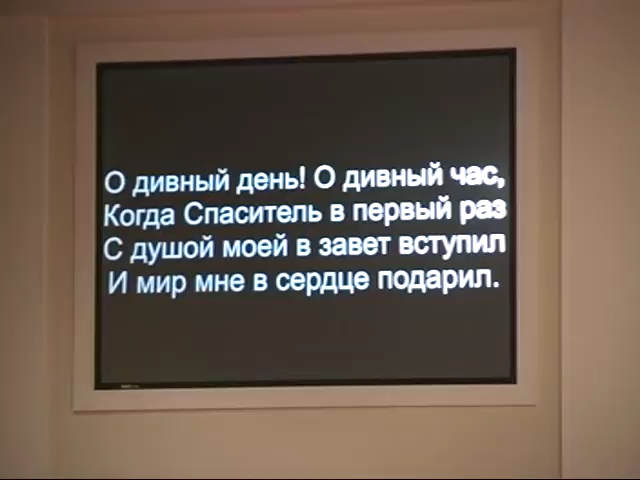 О дивный день! О дивный час,
Когда Спаситель в первый раз
С душой моей в завет вступил
И мир мне в сердце подарил.